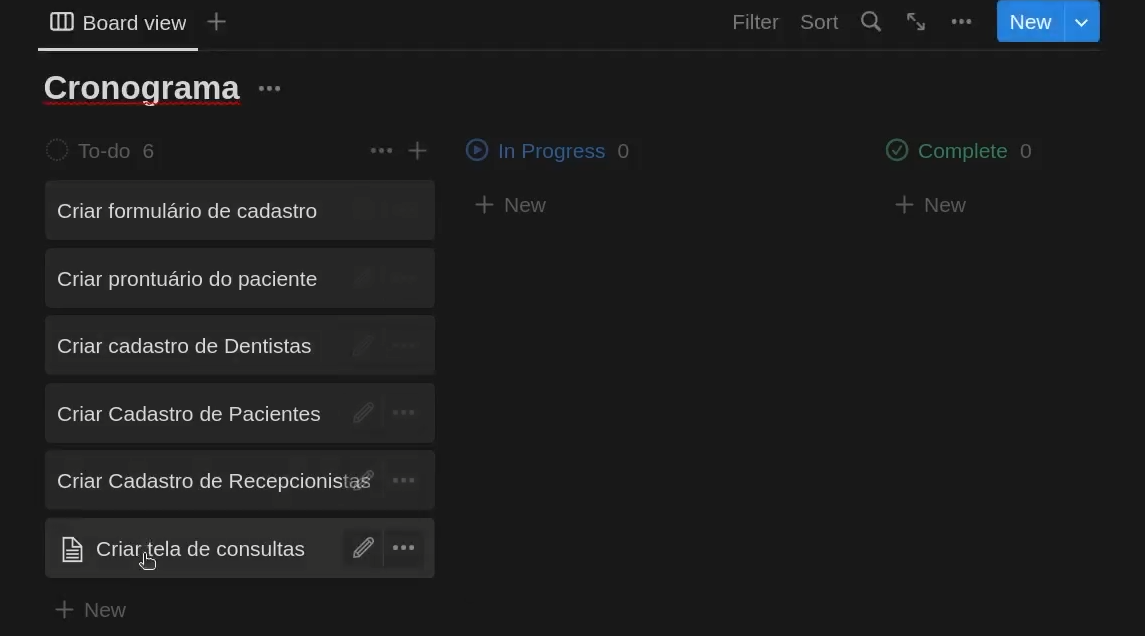 Board view
Filter Sort New
Cronograma
To-do 6
Criar formulário de cadastro
Criar prontuário do paciente
Criar cadastro de Dentistas
Criar Cadastro de Pacientes
Criar Cadastro de Recepcionistas
Criar tela de consultas
New
In Progress 0
New
Complete 0
New